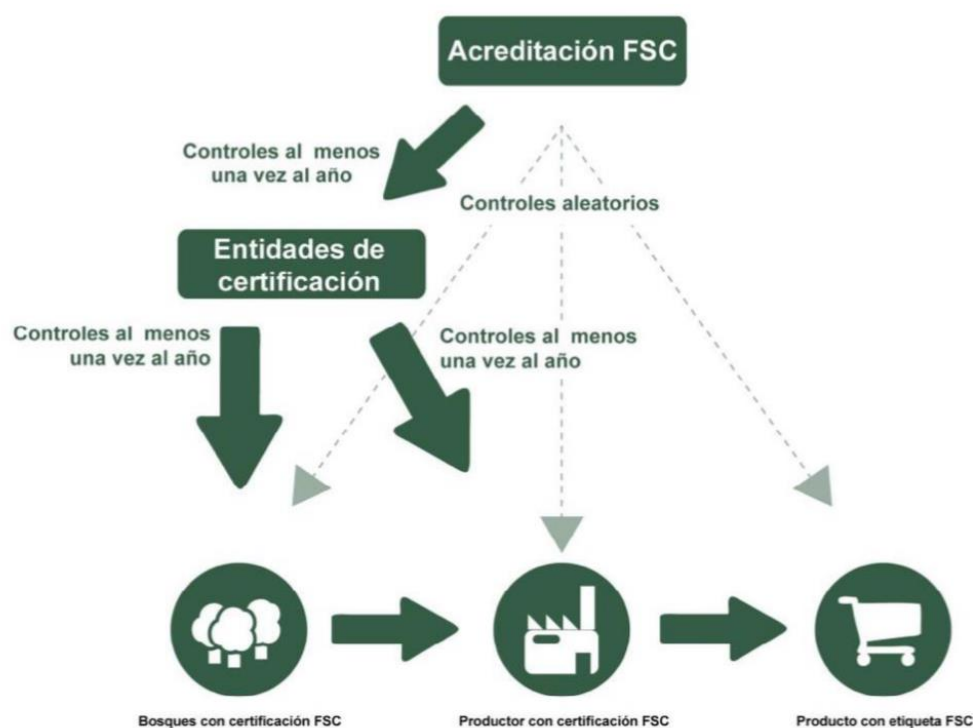 Acreditación FSC
Controles al menos
una vez al año
Controles aleatorios
Entidades de
certificación
Controles al menos
una vez al año
Controles al menos
una vez al año
Bosques con certificación FSC
Productor con certificación FSC
Producto con etiqueta FSC